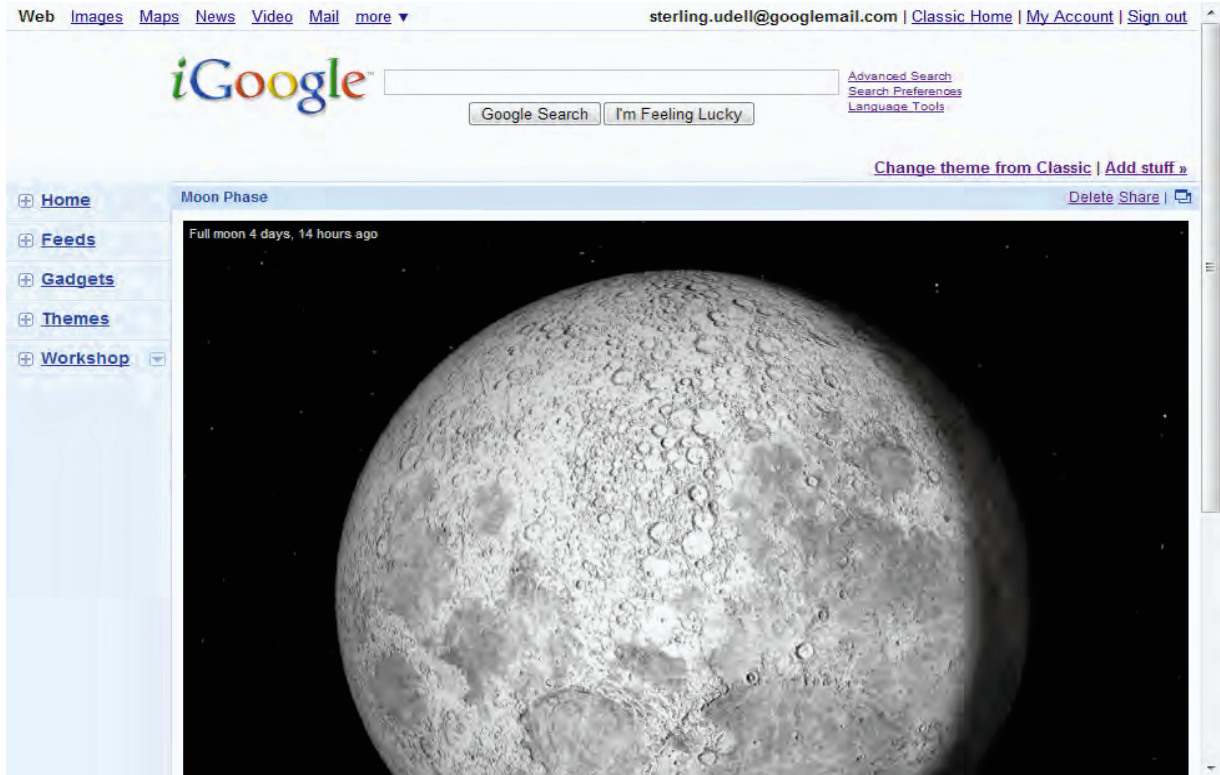 Web Images Maps News Video Mail more ▼ sterling.udell@googlemail.com | Classic Home | My Account | Sign out
iGoogle™
Advanced Search
Search Preferences
Language Tools
Google Search I'm Feeling Lucky
Change theme from Classic | Add stuff »
Home
Feeds
Gadgets
Themes
Workshop
Moon Phase Delete Share |
Full moon 4 days, 14 hours ago